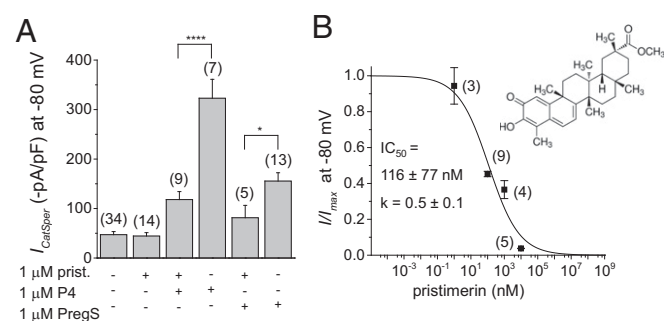 A
I_CatSper (-pA/pF) at -80 mV
400
300
200
100
0
****
(7)
*
(13)
(9)
(5)
(34)
(14)
1 µM prist. - + + - + -
1 µM P4 - - + + - -
1 µM PregS - - - - + +
B
I/I_max at -80 mV
1.0
0.8
0.6
0.4
0.2
0.0
(3)
(9)
(4)
(5)
IC50 =
116 ± 77 nM
k = 0.5 ± 0.1
10^-3 10^-1 10^1 10^3 10^5 10^7 10^9
pristimerin (nM)
H3C
O
OCH3
H3C
CH3
H
CH3
CH3
O
HO
CH3